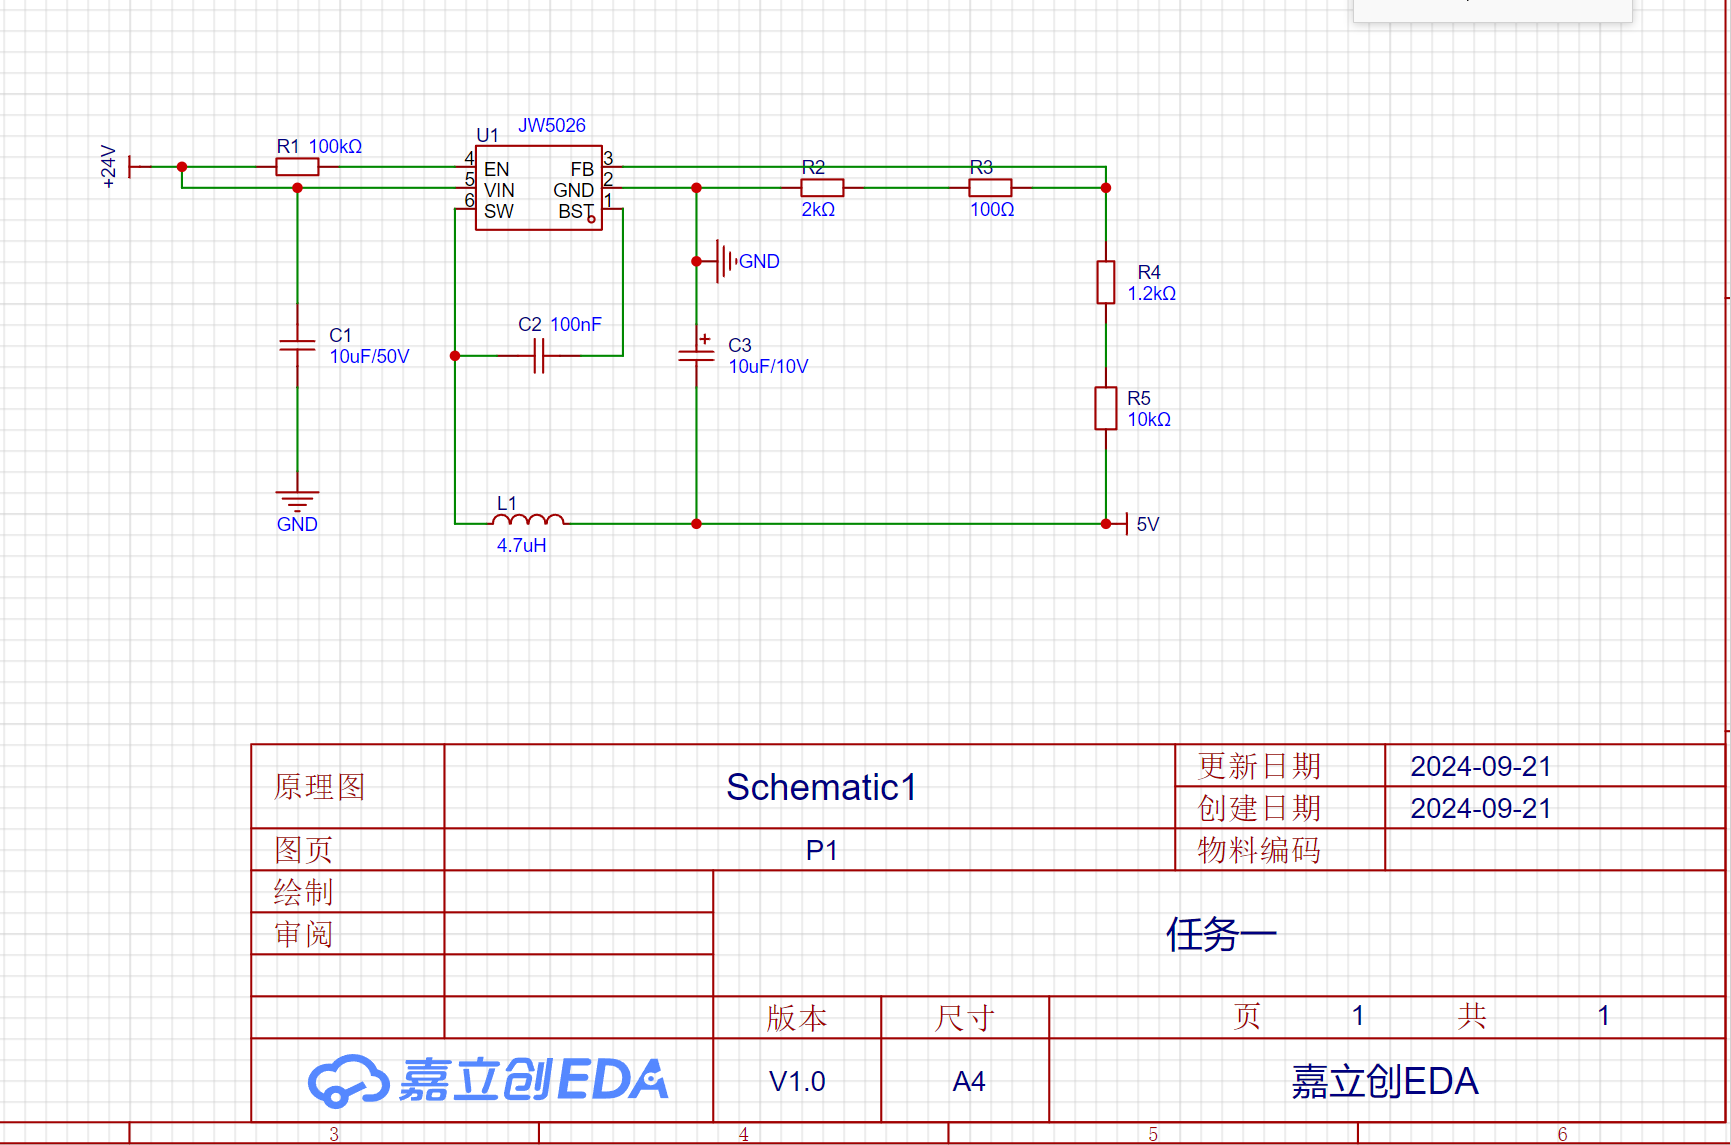 +24V
R1 100kΩ
U1
JW5026
4
EN
FB
3
5
VIN
GND
2
6
SW
BST
1
R2
2kΩ
R3
100Ω
GND
R4
1.2kΩ
C1
10uF/50V
C2 100nF
C3
10uF/10V
R5
10kΩ
GND
L1
4.7uH
5V
原理图
Schematic1
更新日期
2024-09-21
创建日期
2024-09-21
图页
P1
物料编码
绘制
审阅
任务一
版本
尺寸
页 1 共 1
嘉立创EDA
V1.0
A4
嘉立创EDA
3
4
5
6